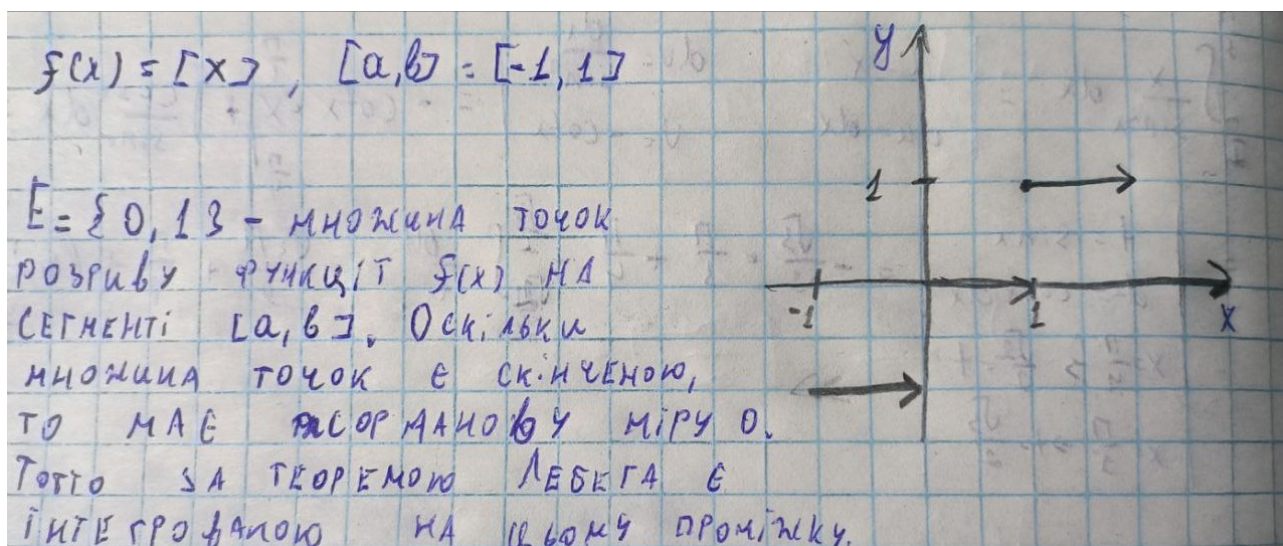 f(x) = [x], [a,b] = [-1,1]
E = {0,1} - множина точок
розриву функції f(x) на
сегменті [a,b]. Оскільки
множина точок є скінченою,
то має жорданову міру 0.
Тобто за теоремою Лебега є
інтегрованою на цьому проміжку.
y
1
-1
1
x